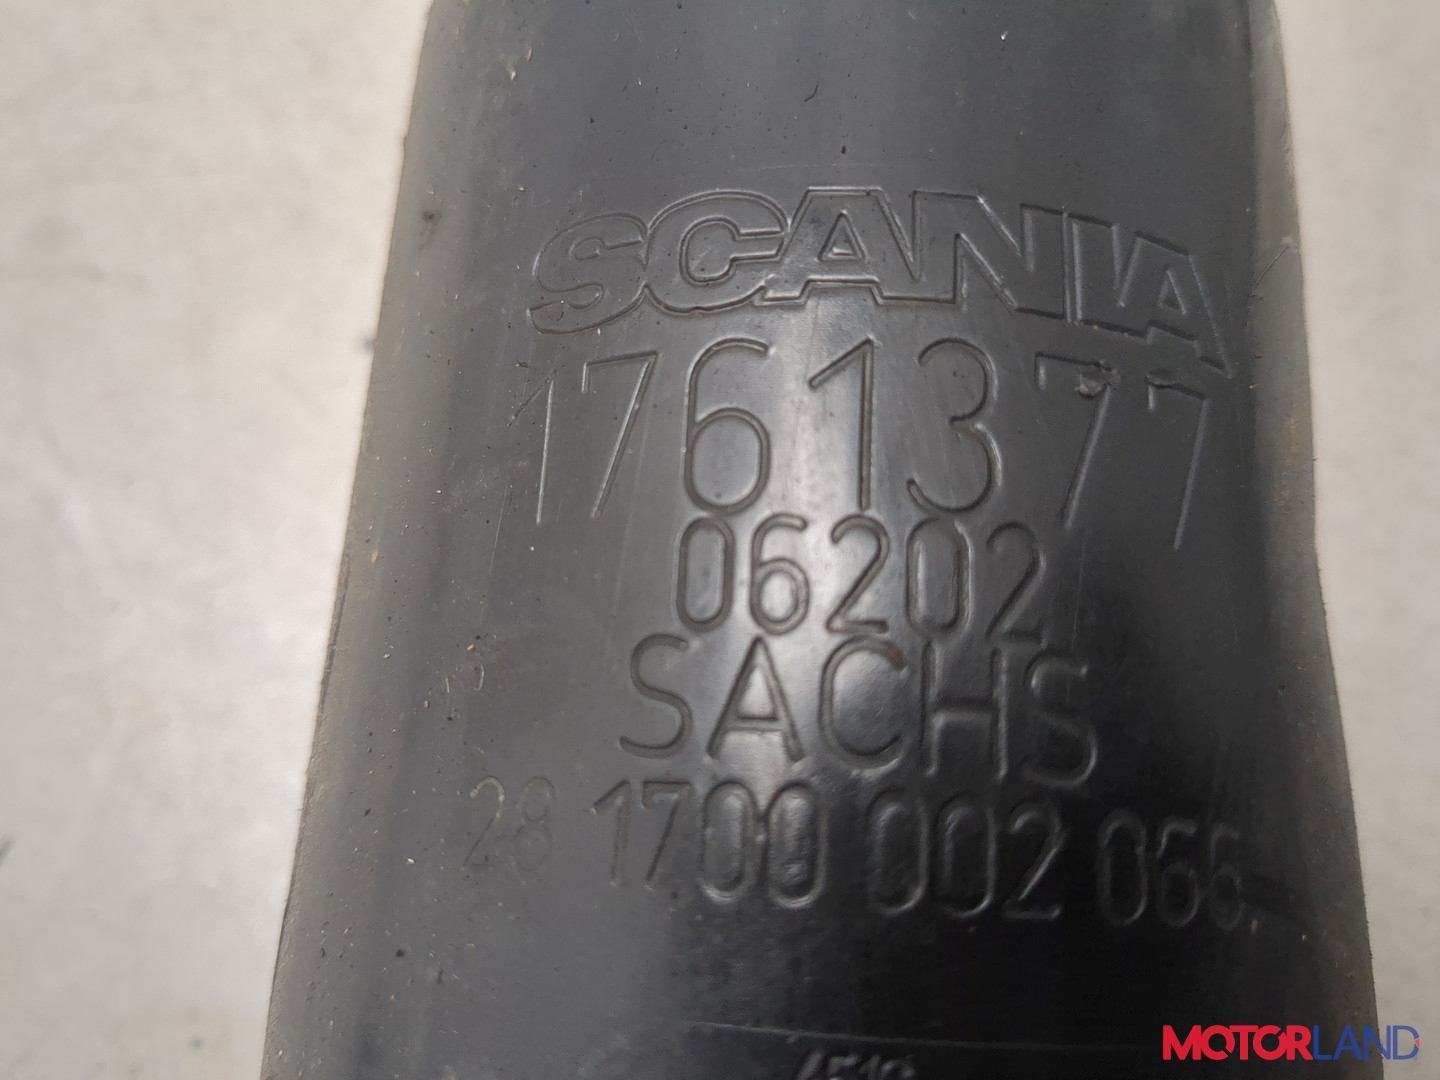 SCANIA
1761377
06202
SACHS
28 1700 002 066
MOTORLAND